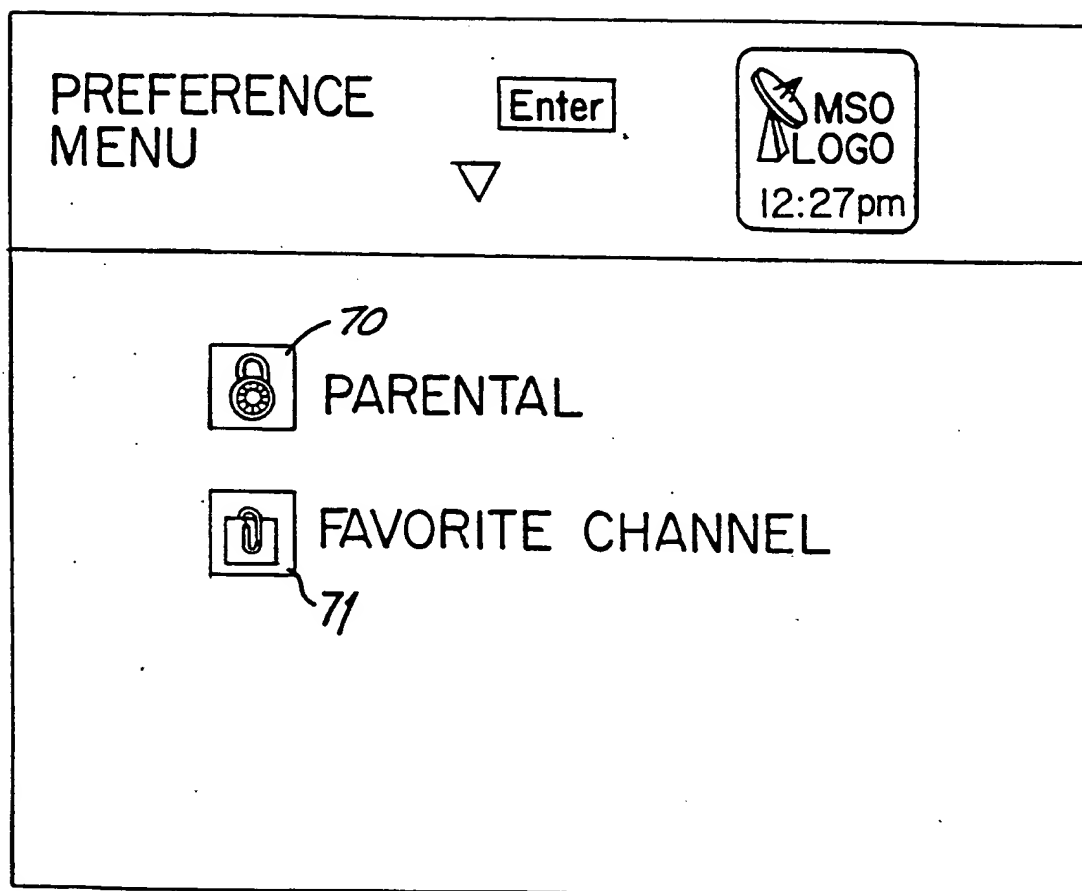 PREFERENCE
MENU
Enter
MSO
LOGO
12:27pm
70
PARENTAL
FAVORITE CHANNEL
71